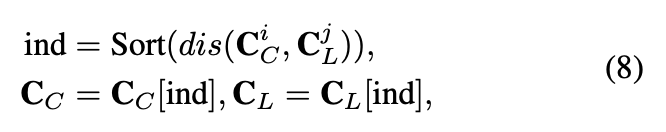 ind = Sort(dis(C_C^i, C_L^j)),
C_C = C_C[ind], C_L = C_L[ind],
(8)